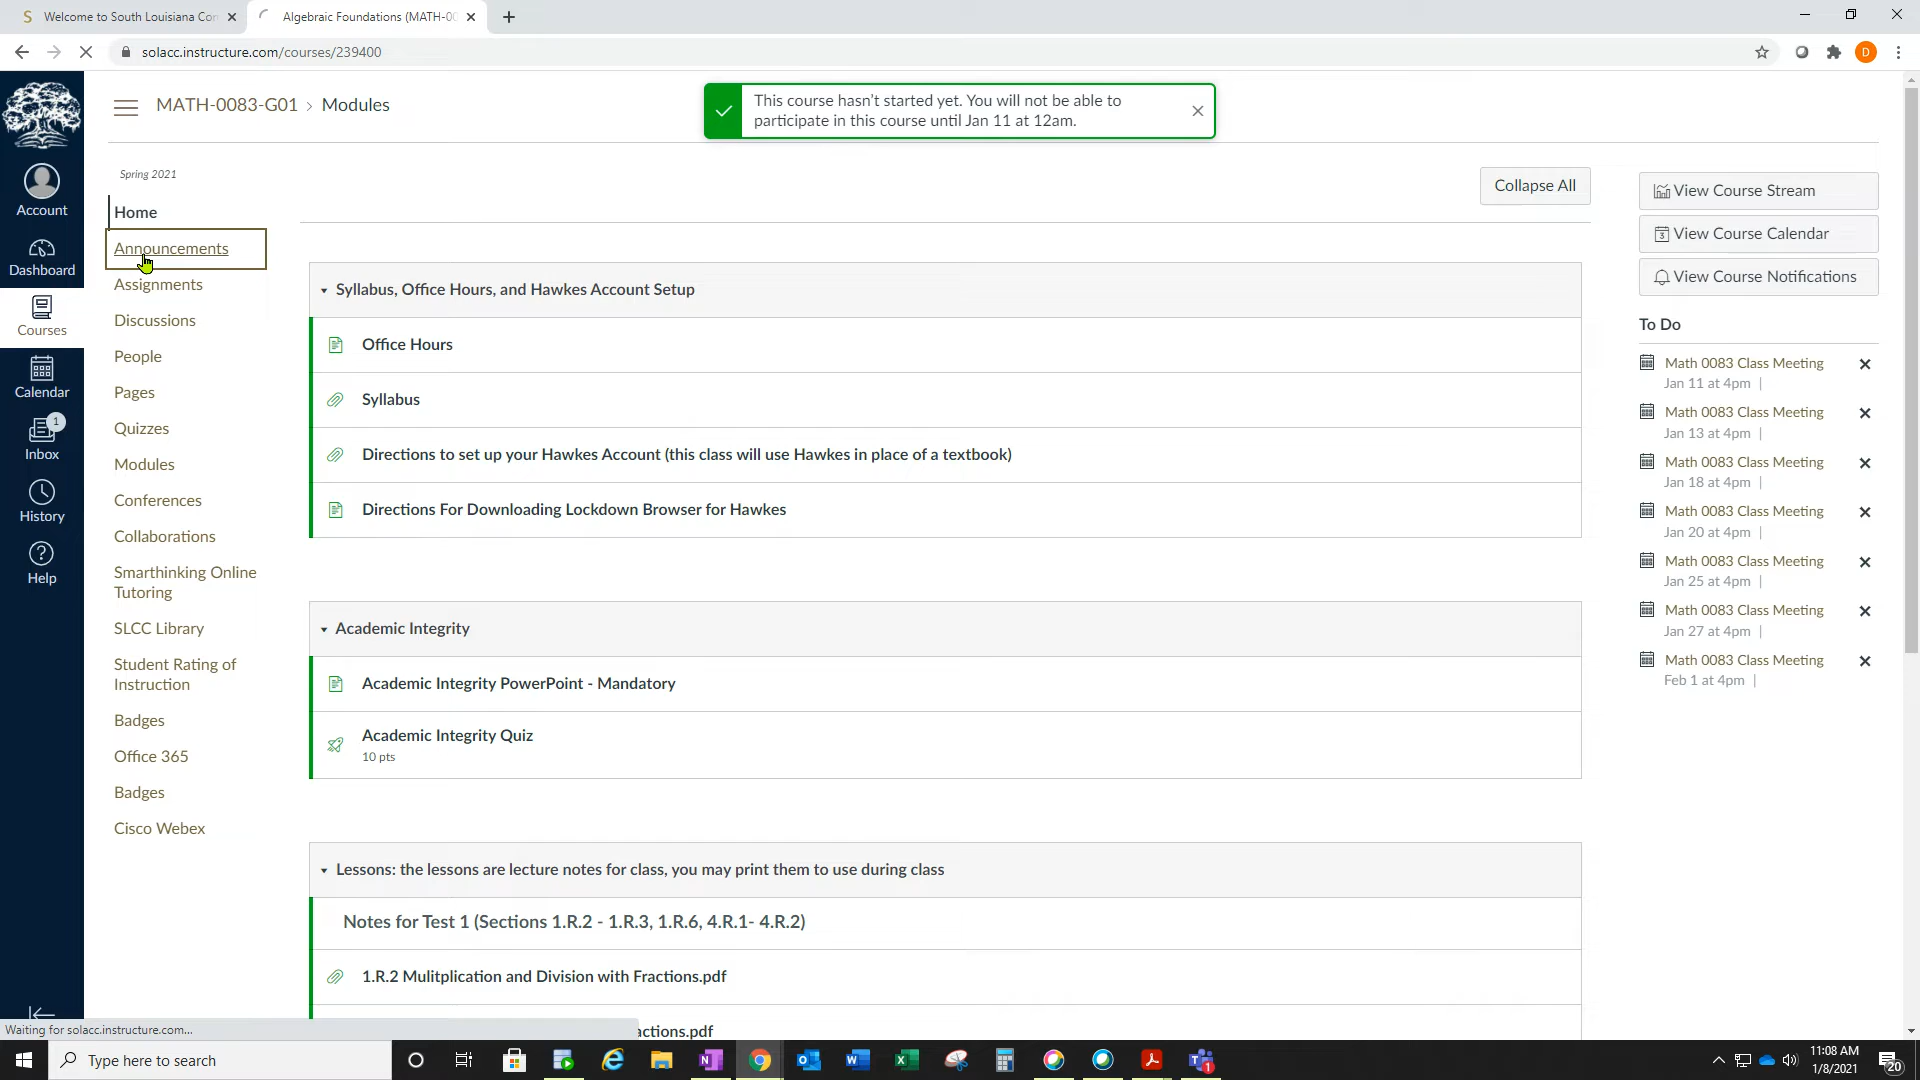 Welcome to South Louisiana Con
Algebraic Foundations (MATH-00
solacc.instructure.com/courses/239400
D
MATH-0083-G01 › Modules
This course hasn't started yet. You will not be able to
participate in this course until Jan 11 at 12am.
Spring 2021
Collapse All
Account
Dashboard
Courses
Calendar
1
Inbox
History
Help
Home
Announcements
Assignments
Discussions
People
Pages
Quizzes
Modules
Conferences
Collaborations
Smarthinking Online
Tutoring
SLCC Library
Student Rating of
Instruction
Badges
Office 365
Badges
Cisco Webex
Syllabus, Office Hours, and Hawkes Account Setup
Office Hours
Syllabus
Directions to set up your Hawkes Account (this class will use Hawkes in place of a textbook)
Directions For Downloading Lockdown Browser for Hawkes
Academic Integrity
Academic Integrity PowerPoint - Mandatory
Academic Integrity Quiz
10 pts
Lessons: the lessons are lecture notes for class, you may print them to use during class
Notes for Test 1 (Sections 1.R.2 - 1.R.3, 1.R.6, 4.R.1- 4.R.2)
1.R.2 Mulitplication and Division with Fractions.pdf
actions.pdf
View Course Stream
View Course Calendar
View Course Notifications
To Do
Math 0083 Class Meeting
Jan 11 at 4pm |
Math 0083 Class Meeting
Jan 13 at 4pm |
Math 0083 Class Meeting
Jan 18 at 4pm |
Math 0083 Class Meeting
Jan 20 at 4pm |
Math 0083 Class Meeting
Jan 25 at 4pm |
Math 0083 Class Meeting
Jan 27 at 4pm |
Math 0083 Class Meeting
Feb 1 at 4pm |
Waiting for solacc.instructure.com...
Type here to search
11:08 AM
1/8/2021
20